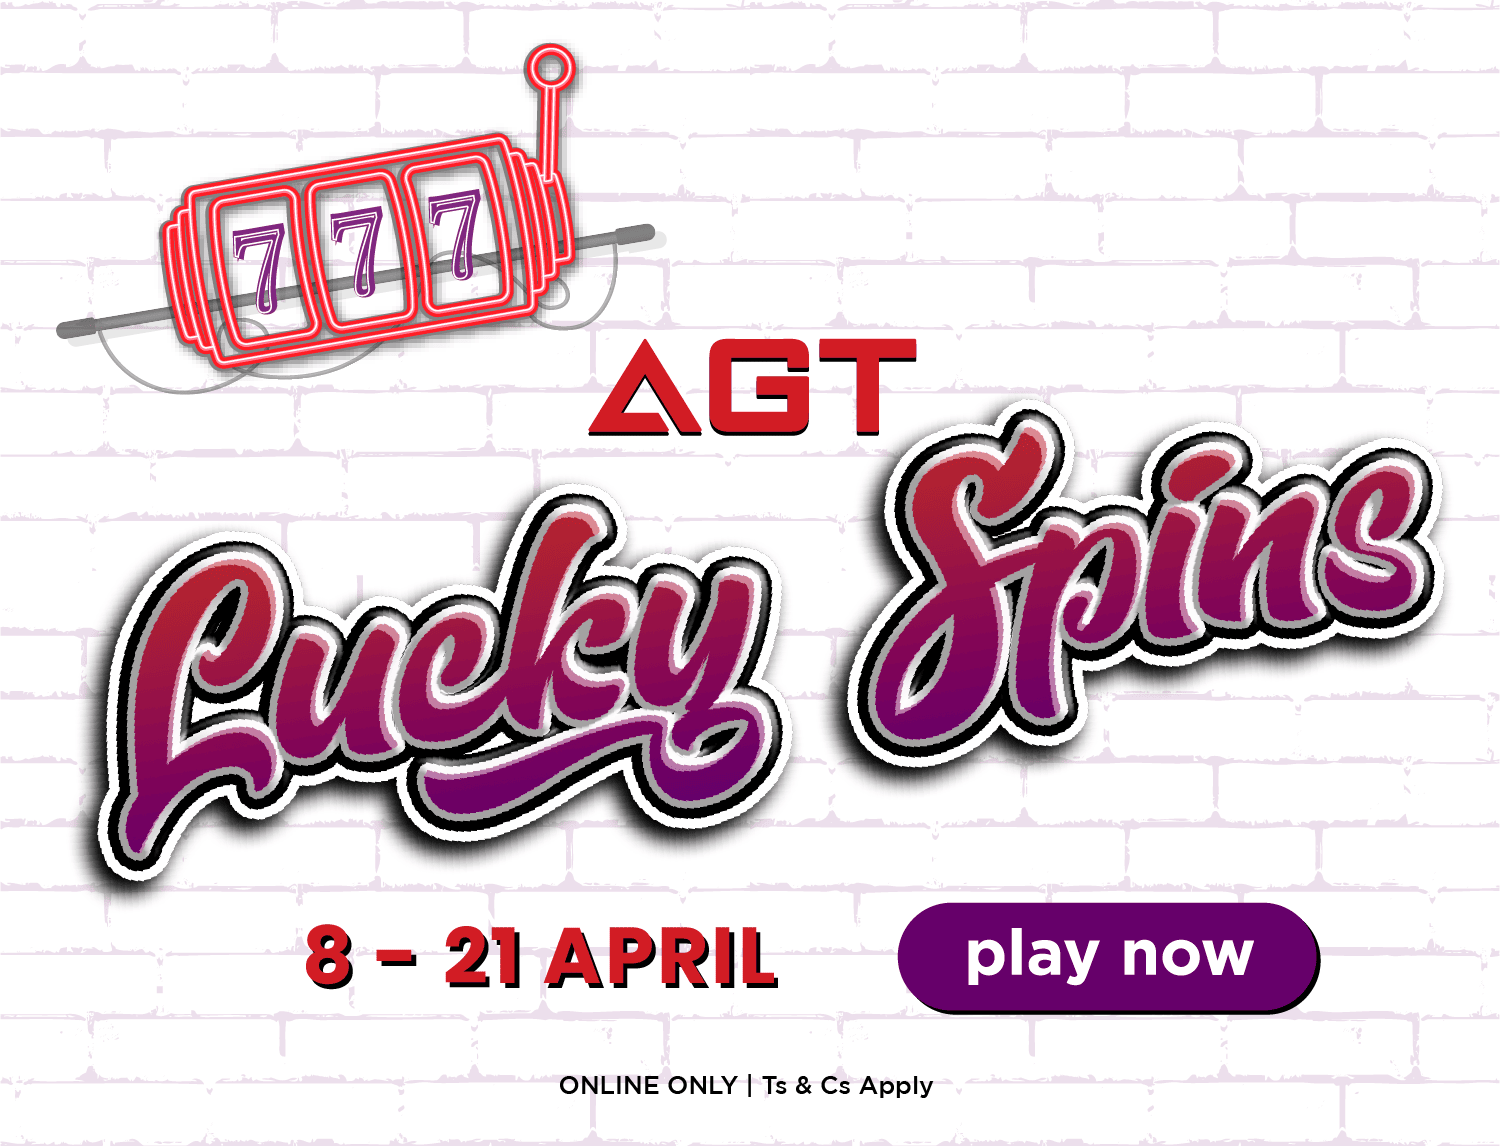 777
AGT
Lucky Spins
8 – 21 APRIL
play now
ONLINE ONLY | Ts & Cs Apply